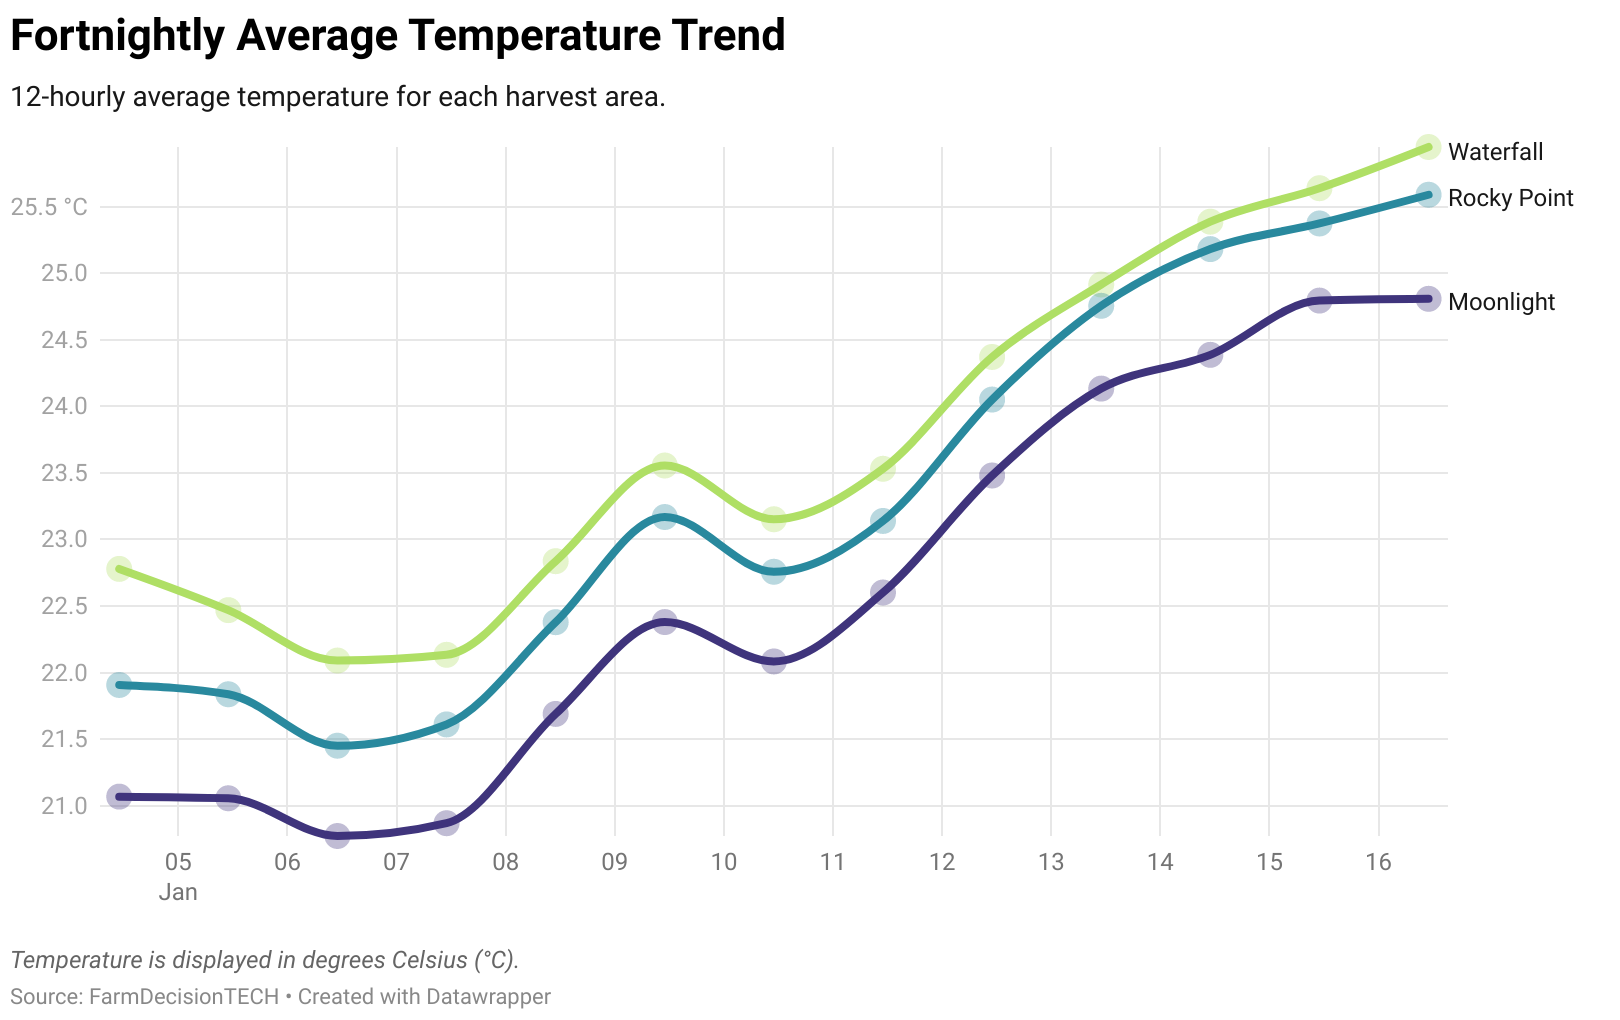 Fortnightly Average Temperature Trend
12-hourly average temperature for each harvest area.
Waterfall
Rocky Point
Moonlight
25.5 °C
25.0
24.5
24.0
23.5
23.0
22.5
22.0
21.5
21.0
05 06 07 08 09 10 11 12 13 14 15 16
Jan
Temperature is displayed in degrees Celsius (°C).
Source: FarmDecisionTECH • Created with Datawrapper